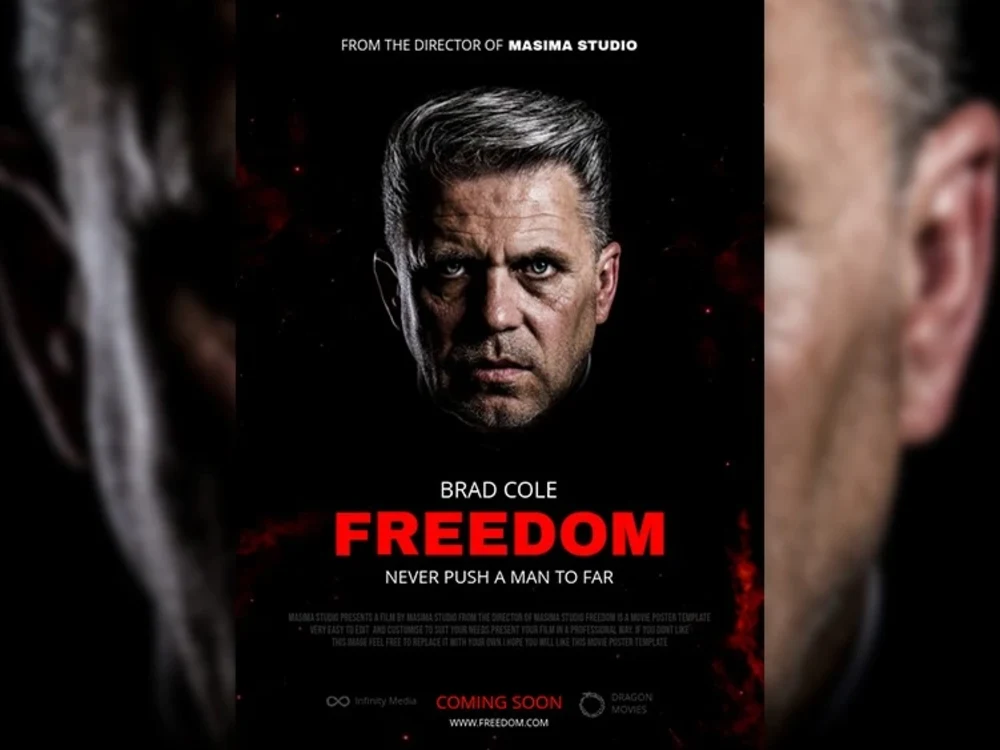 FROM THE DIRECTOR OF MASIMA STUDIO
BRAD COLE
FREEDOM
NEVER PUSH A MAN TO FAR
MASIMA STUDIO PRESENTS A FILM BY MASIMA STUDIO FROM THE DIRECTOR OF MASIMA STUDIO FREEDOM IS A MOVIE POSTER TEMPLATE
VERY EASY TO EDIT AND CUSTOMISE TO SUIT YOUR NEEDS.PRESENT YOUR FILM IN A PROFESSIONAL WAY. IF YOU DONT LIKE
THIS IMAGE FEEL FREE TO REPLACE IT WITH YOUR OWN I HOPE YOU WILL LIKE THIS MOVIE POSTER TEMPLATE
Infinity Media COMING SOON DRAGON
MOVIES
WWW.FREEDOM.COM